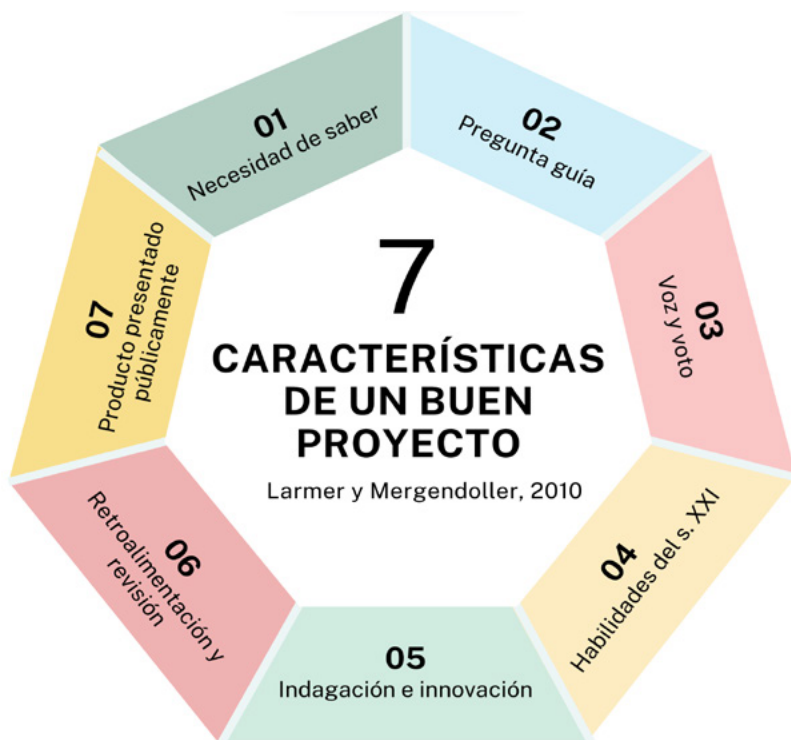 7
CARACTERÍSTICAS
DE UN BUEN
PROYECTO
Larmer y Mergendoller, 2010
01
Necesidad de saber
02
Pregunta guía
03
Voz y voto
04
Habilidades del s. XXI
05
Indagación e innovación
06
Retroalimentación y
revisión
07
Producto presentado
públicamente